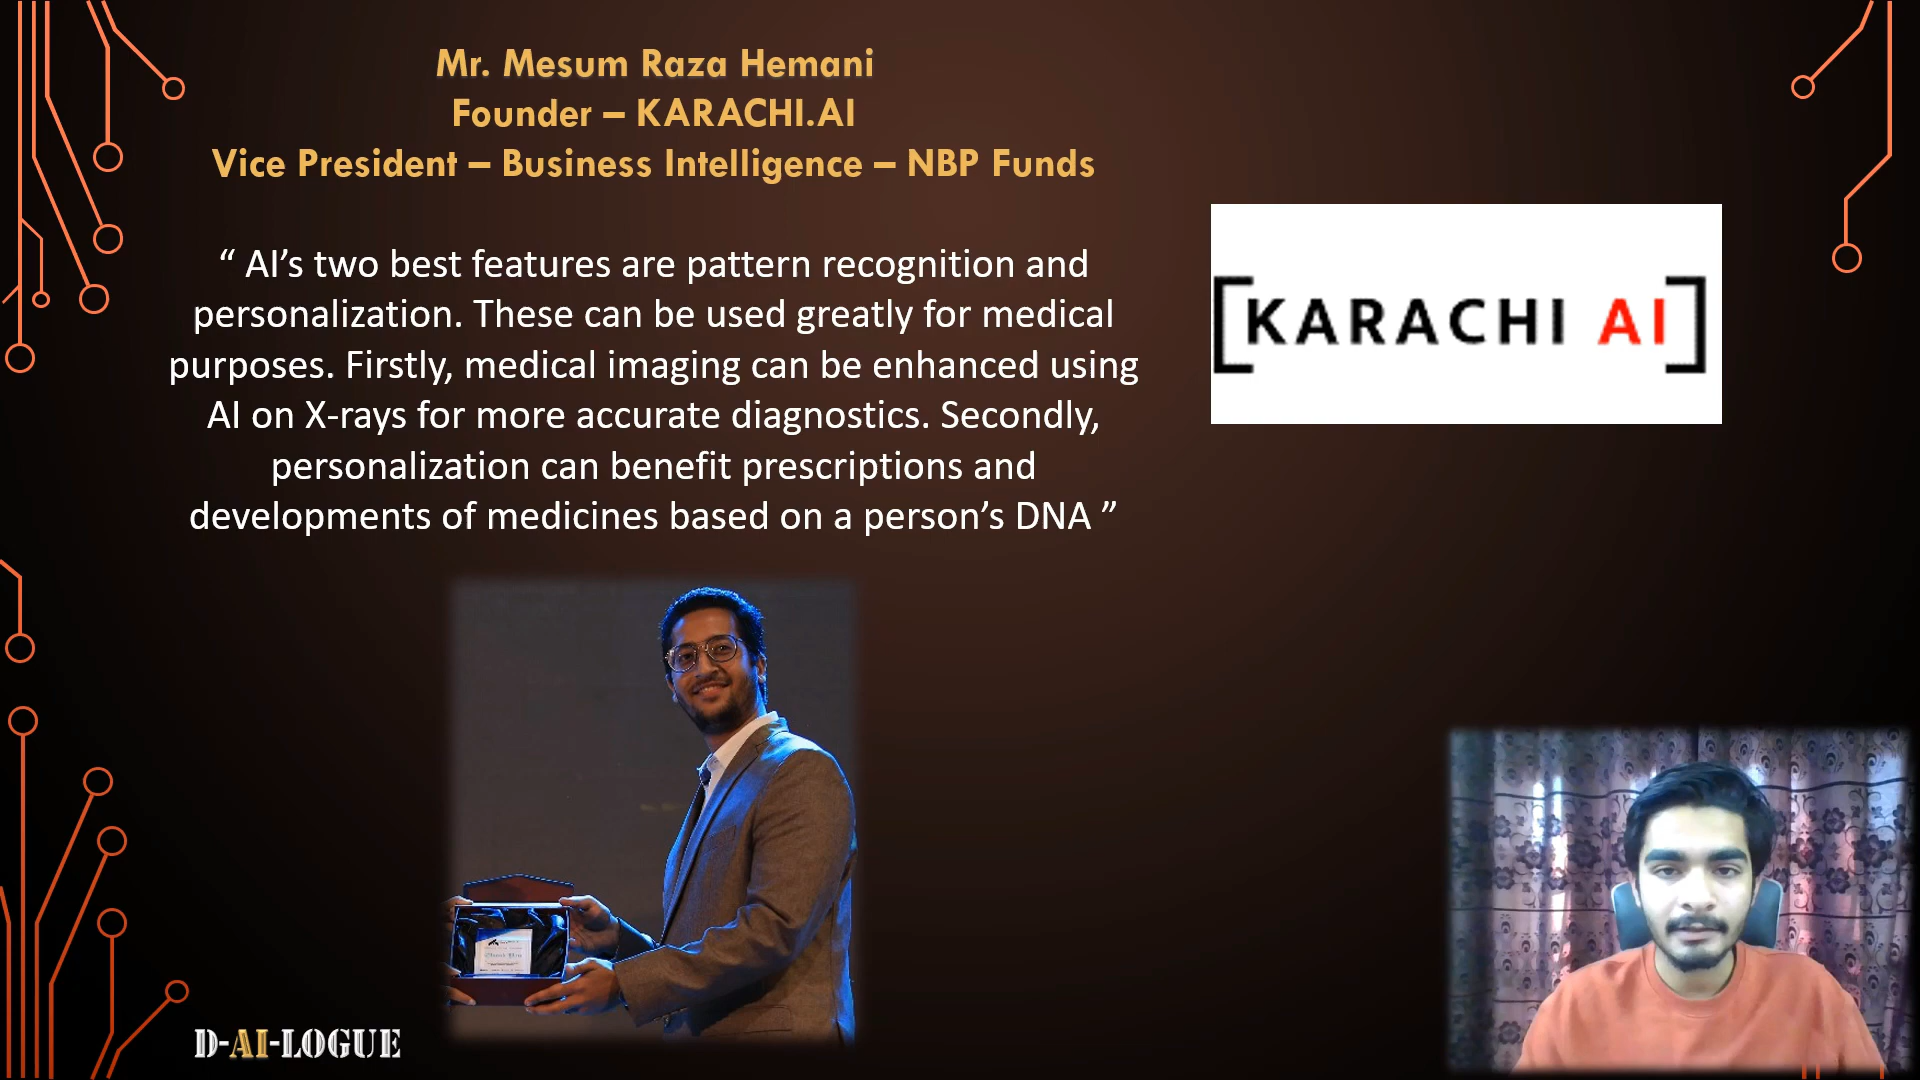 Mr. Mesum Raza Hemani
Founder – KARACHI.AI
Vice President – Business Intelligence – NBP Funds
“ AI’s two best features are pattern recognition and
personalization. These can be used greatly for medical
purposes. Firstly, medical imaging can be enhanced using
AI on X-rays for more accurate diagnostics. Secondly,
personalization can benefit prescriptions and
developments of medicines based on a person’s DNA ”
[KARACHI AI]
D-AI-LOGUE